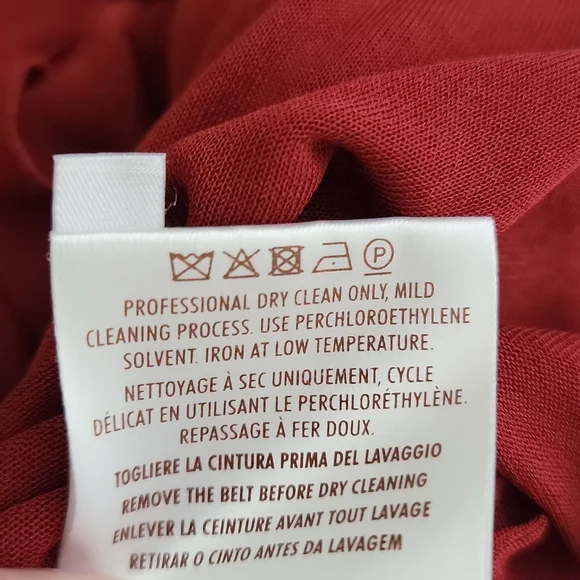 P
PROFESSIONAL DRY CLEAN ONLY, MILD
CLEANING PROCESS. USE PERCHLOROETHYLENE
SOLVENT. IRON AT LOW TEMPERATURE.
NETTOYAGE À SEC UNIQUEMENT, CYCLE
DÉLICAT EN UTILISANT LE PERCHLORÉTHYLÈNE.
REPASSAGE À FER DOUX.
TOGLIERE LA CINTURA PRIMA DEL LAVAGGIO
REMOVE THE BELT BEFORE DRY CLEANING
ENLEVER LA CEINTURE AVANT TOUT LAVAGE
RETIRAR O CINTO ANTES DA LAVAGEM